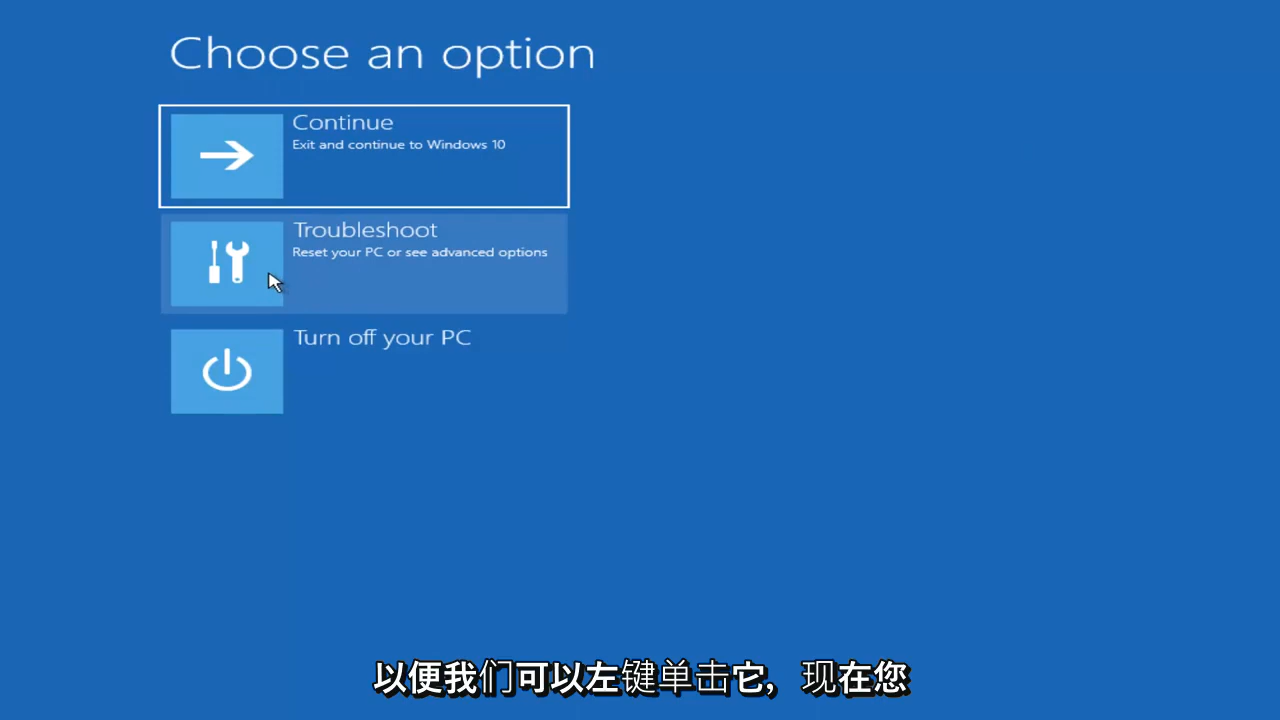 Choose an option
Continue
Exit and continue to Windows 10
Troubleshoot
Reset your PC or see advanced options
Turn off your PC
以便我们可以左键单击它, 现在您